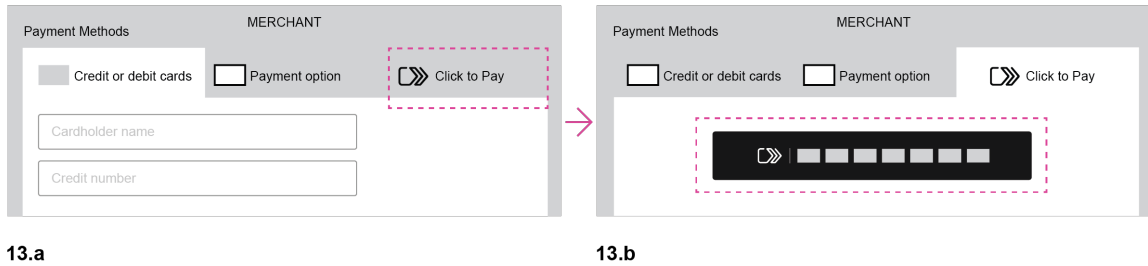 MERCHANT
Payment Methods
Credit or debit cards
Payment option
Click to Pay
Cardholder name
Credit number
13.a
MERCHANT
Payment Methods
Credit or debit cards
Payment option
Click to Pay
13.b